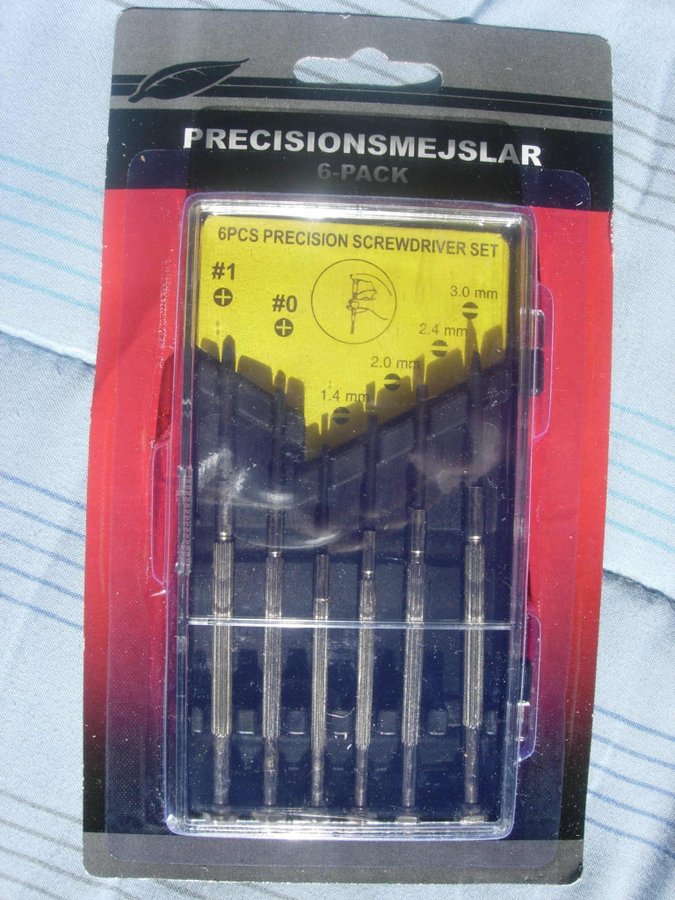 PRECISIONSMEJSLAR
6-PACK
6PCS PRECISION SCREWDRIVER SET
#1
#0
3.0 mm
2.4 mm
2.0 mm
1.4 mm